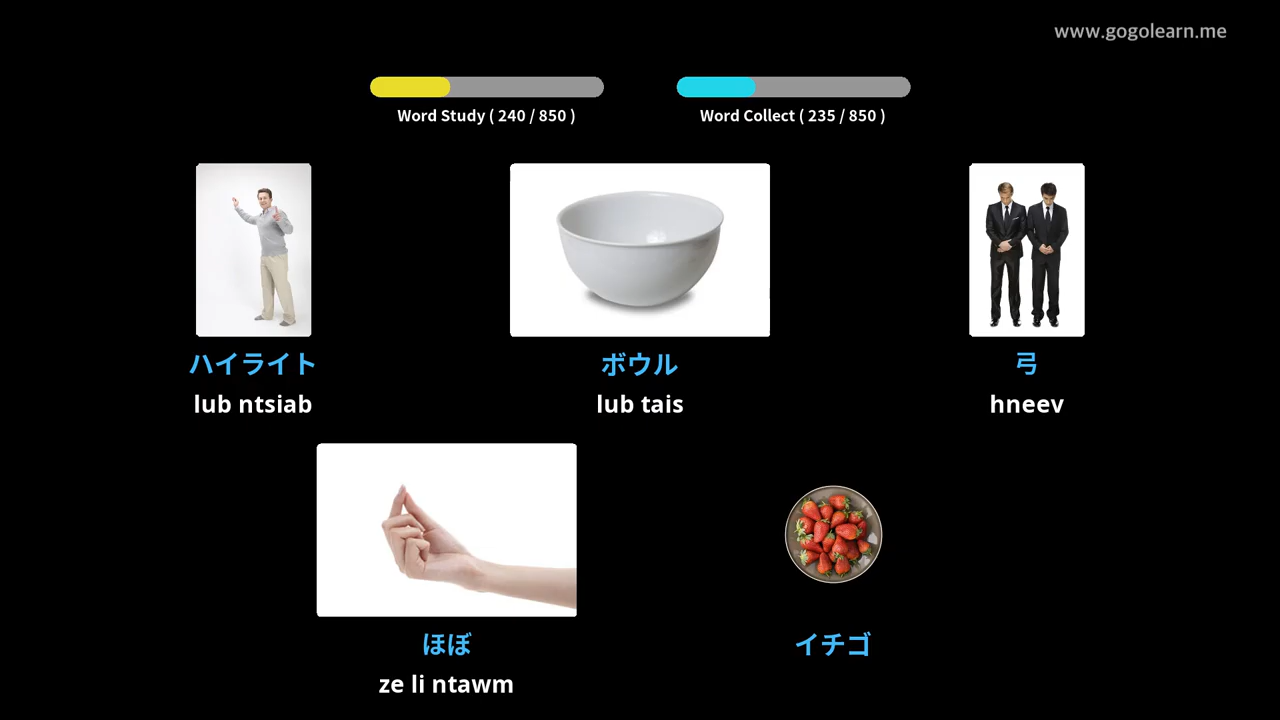 www.gogolearn.me
Word Study ( 240 / 850 )
Word Collect ( 235 / 850 )
ハイライト
lub ntsiab
ボウル
lub tais
弓
hneev
ほぼ
ze li ntawm
イチゴ